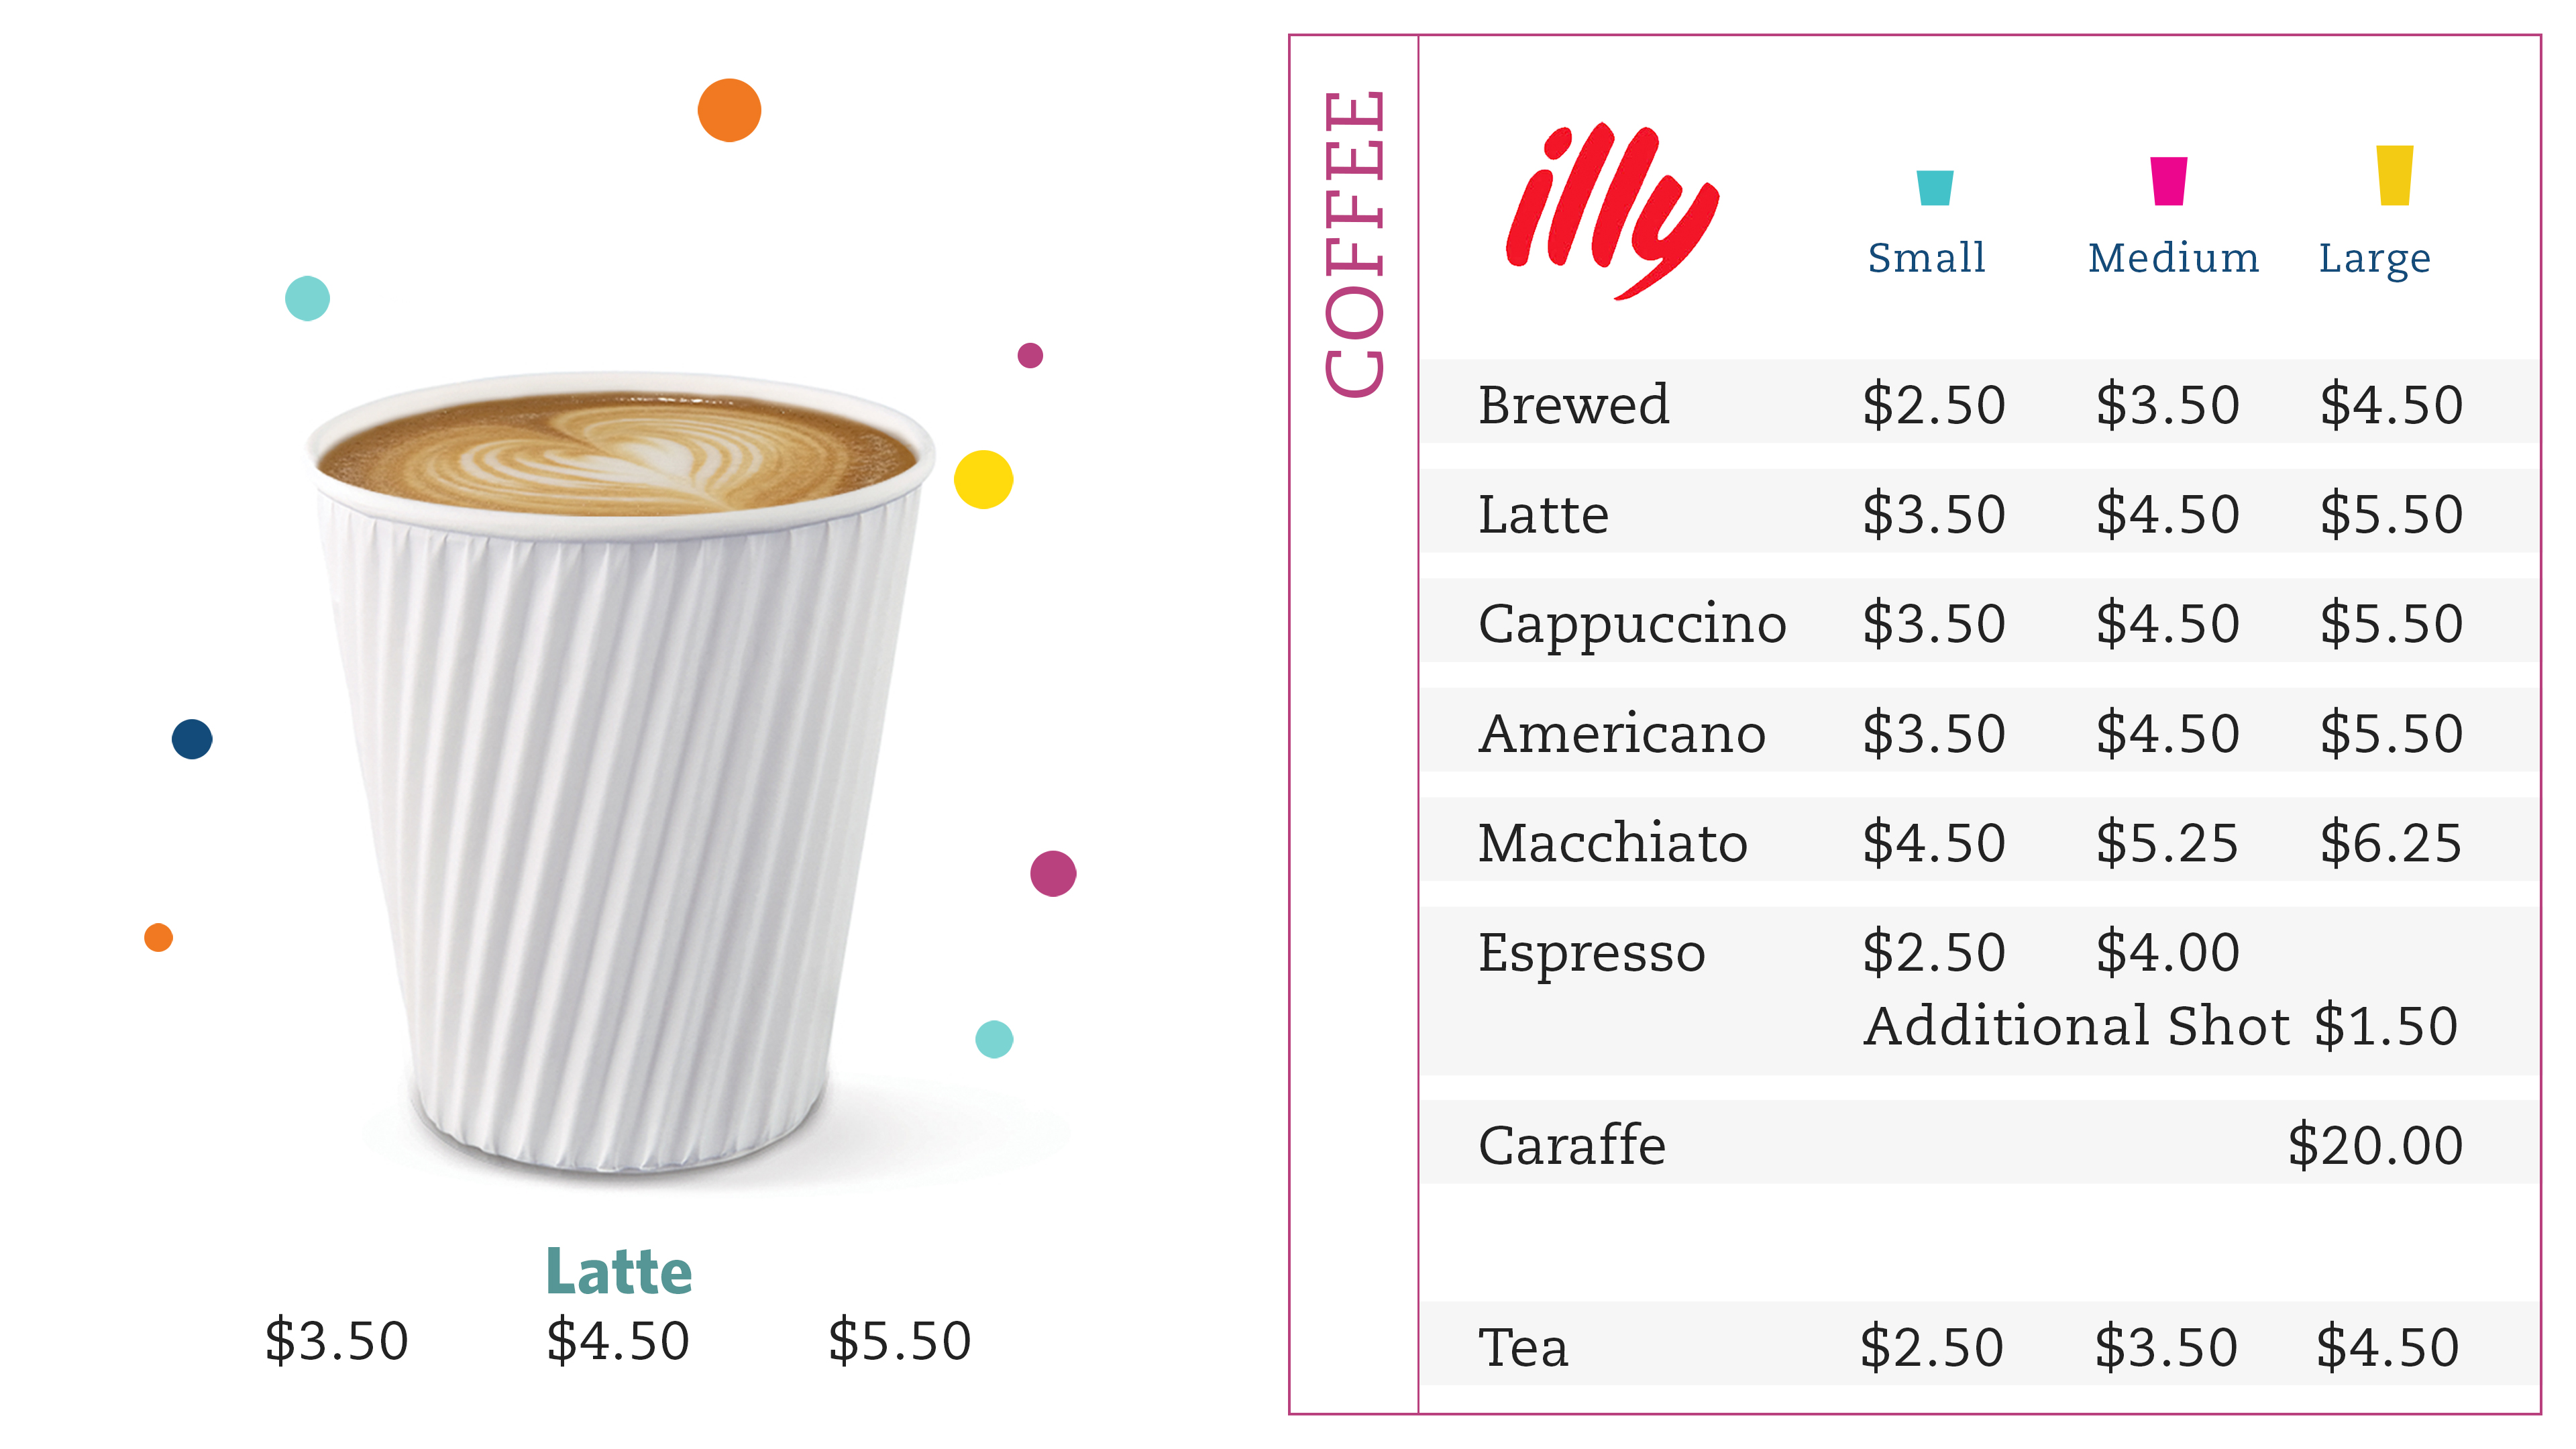 Latte
$3.50 $4.50 $5.50
COFFEE
illy
Small Medium Large
Brewed $2.50 $3.50 $4.50
Latte $3.50 $4.50 $5.50
Cappuccino $3.50 $4.50 $5.50
Americano $3.50 $4.50 $5.50
Macchiato $4.50 $5.25 $6.25
Espresso $2.50 $4.00
Additional Shot $1.50
Caraffe $20.00
Tea $2.50 $3.50 $4.50